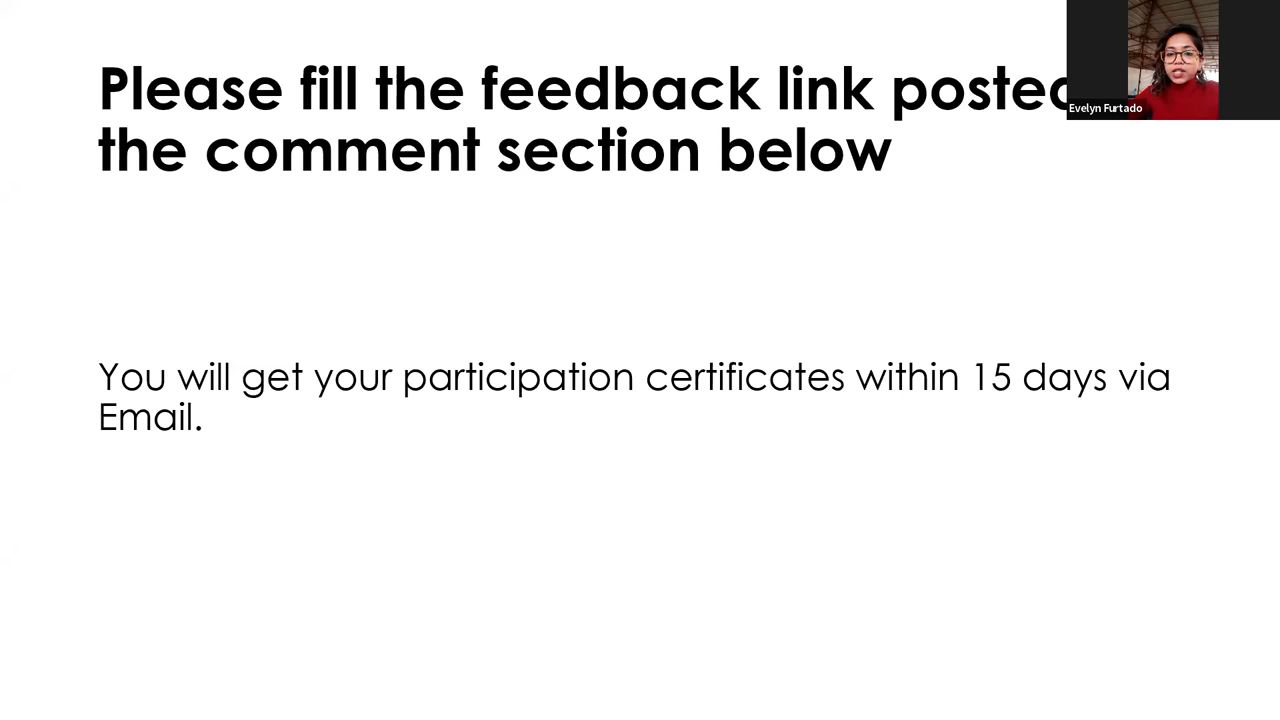 Please fill the feedback link
the comment section below
Evelyn Furtado
You will get your participation certificates within 15 days via
Email.